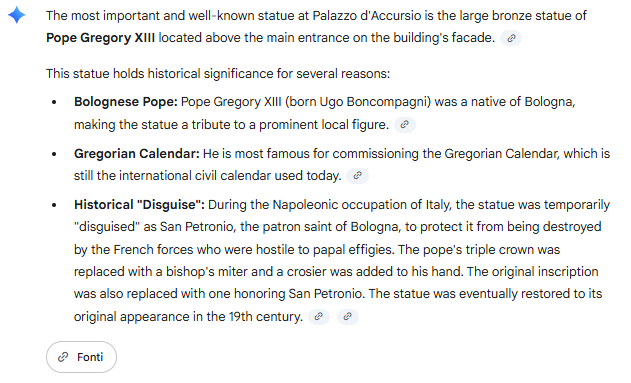 The most important and well-known statue at Palazzo d'Accursio is the large bronze statue of
Pope Gregory XIII located above the main entrance on the building's facade.
This statue holds historical significance for several reasons:
• Bolognese Pope: Pope Gregory XIII (born Ugo Boncompagni) was a native of Bologna,
making the statue a tribute to a prominent local figure.
• Gregorian Calendar: He is most famous for commissioning the Gregorian Calendar, which is
still the international civil calendar used today.
• Historical "Disguise": During the Napoleonic occupation of Italy, the statue was temporarily
"disguised" as San Petronio, the patron saint of Bologna, to protect it from being destroyed
by the French forces who were hostile to papal effigies. The pope's triple crown was
replaced with a bishop's miter and a crosier was added to his hand. The original inscription
was also replaced with one honoring San Petronio. The statue was eventually restored to its
original appearance in the 19th century.
Fonti